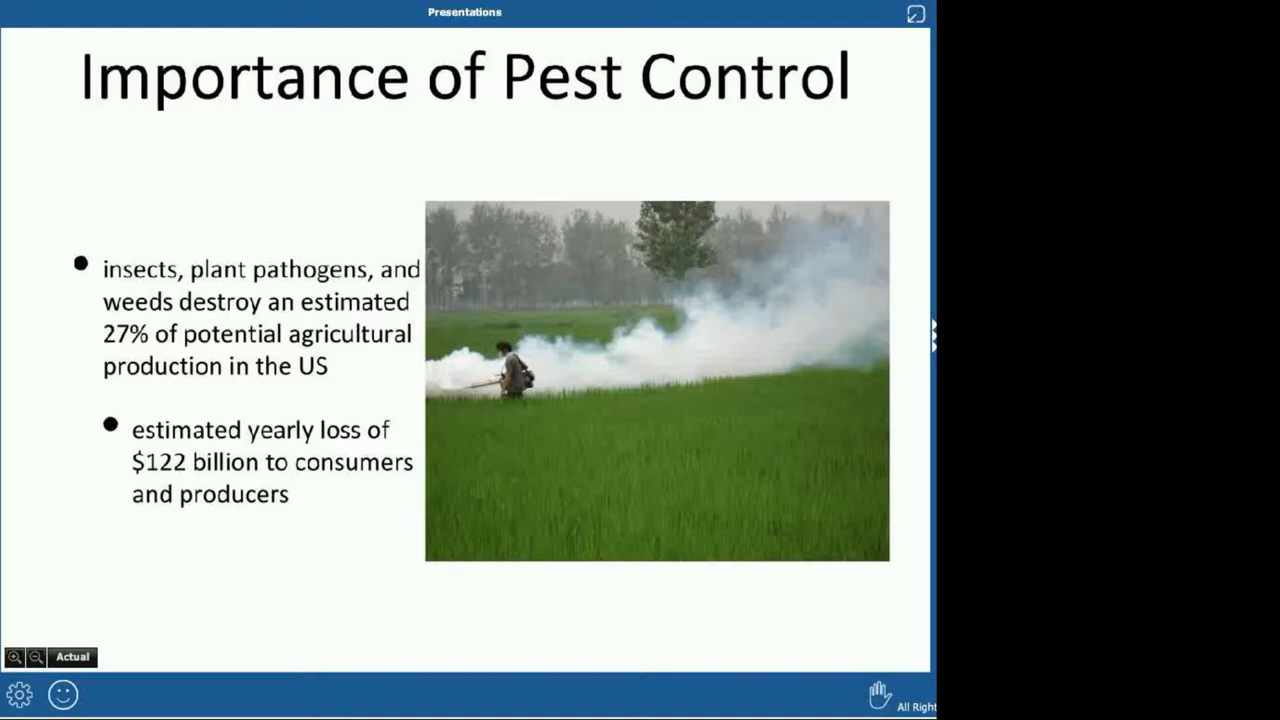 Presentations
Importance of Pest Control
insects, plant pathogens, and
weeds destroy an estimated
27% of potential agricultural
production in the US
estimated yearly loss of
$122 billion to consumers
and producers
Actual
All Right